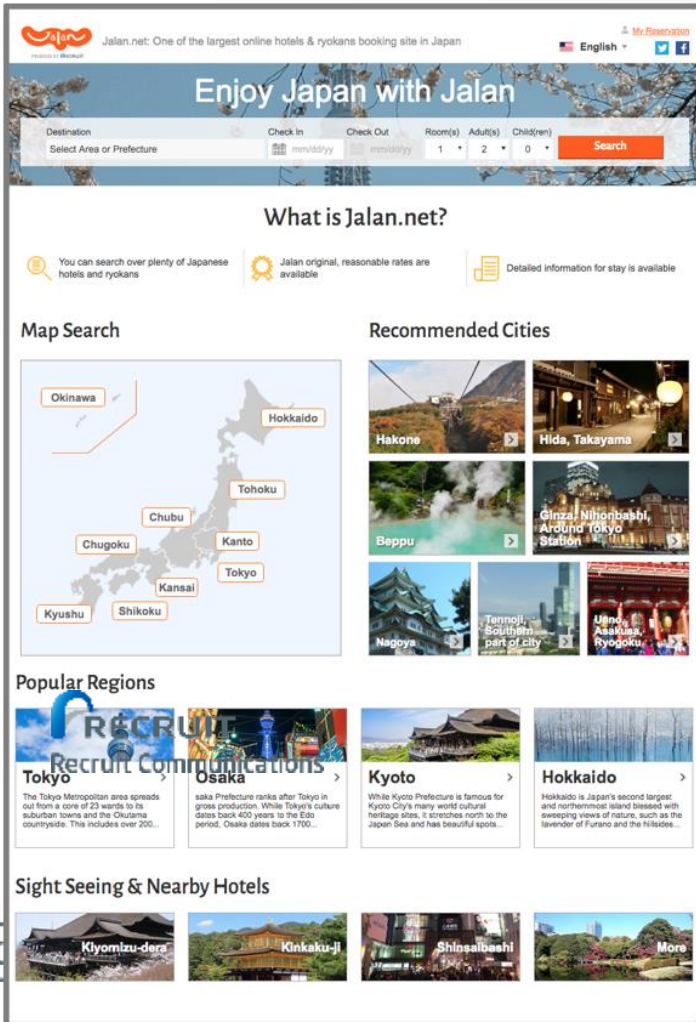 Jalan
POWERED BY RECRUIT
Jalan.net: One of the largest online hotels & ryokans booking site in Japan
My Reservation
English
Enjoy Japan with Jalan
Destination
Check In
Check Out
Room(s)
Adult(s)
Child(ren)
Select Area or Prefecture
mm/dd/yy
mm/dd/yy
1
2
0
Search
What is Jalan.net?
You can search over plenty of Japanese
hotels and ryokans
Jalan original, reasonable rates are
available
Detailed information for stay is available
Map Search
Okinawa
Hokkaido
Tohoku
Chubu
Kanto
Chugoku
Tokyo
Kansai
Kyushu
Shikoku
Recommended Cities
Hakone
Hida, Takayama
Beppu
Ginza, Nihonbashi,
Around Tokyo
Station
Nagoya
Tennoji,
Southern
part of city
Ueno,
Asakusa,
Ryogoku
Popular Regions
RECRUIT
Recruit Communications
Tokyo
The Tokyo Metropolitan area spreads
out from a core of 23 wards to its
suburban towns and the Okutama
countryside. This includes over 200...
Osaka
saka Prefecture ranks after Tokyo in
gross production. While Tokyo's culture
dates back 400 years to the Edo
period, Osaka dates back 1700...
Kyoto
While Kyoto Prefecture is famous for
Kyoto City's many world cultural
heritage sites, it stretches north to the
Japan Sea and has beautiful spots...
Hokkaido
Hokkaido is Japan's second largest
and northernmost island blessed with
sweeping views of nature, such as the
lavender of Furano and the hillsides...
Sight Seeing & Nearby Hotels
Kiyomizu-dera
Kinkaku-ji
Shinsaibashi
More